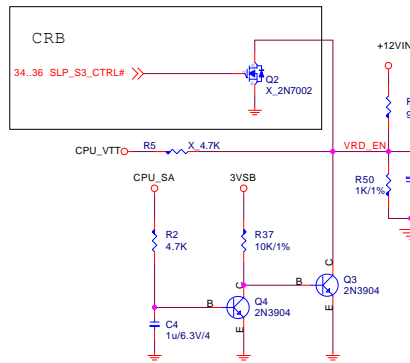 CRB
+12VIN
34..36 SLP_S3_CTRL#
Q2
X_2N7002
R
9
CPU_VTT
R5
X_4.7K
VRD_EN
CPU_SA
3VSB
R50
1K/1%
R2
4.7K
R37
10K/1%
C
C
B
Q3
2N3904
B
Q4
2N3904
C4
1u/6.3V/4
E
E